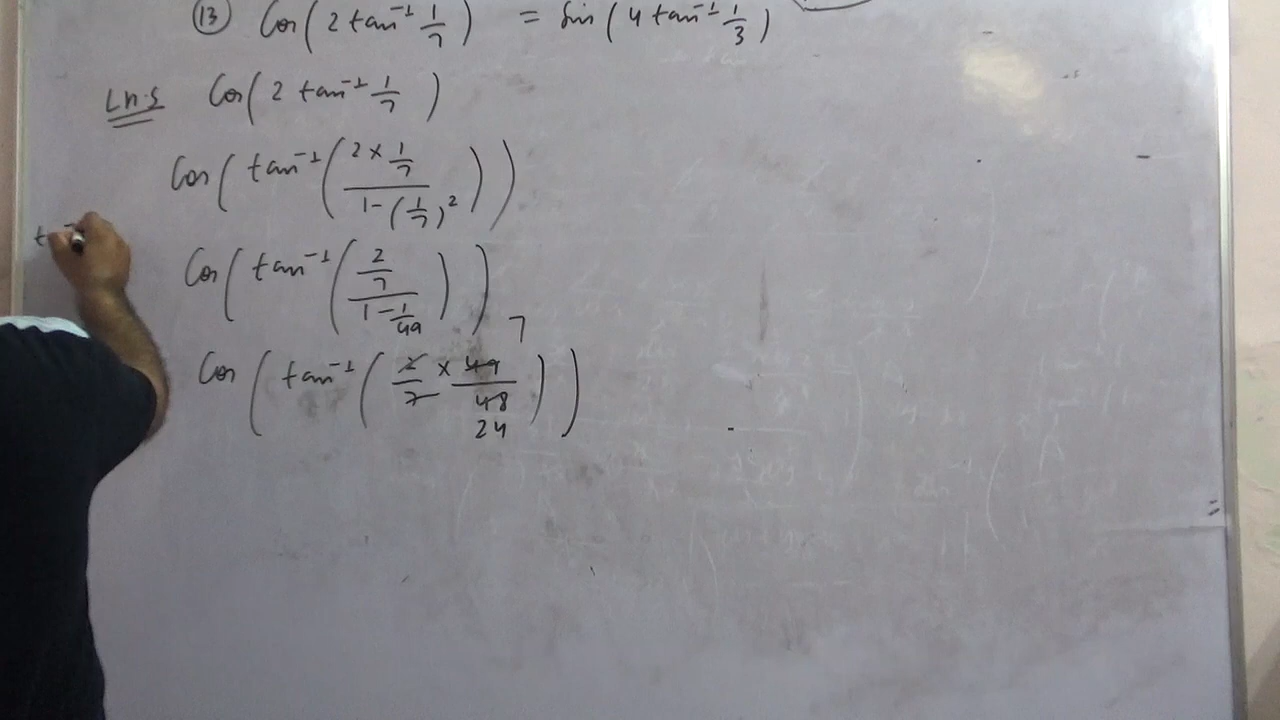 (13) Cos(2 tan⁻¹ 1/7) = Sin(4 tan⁻¹ 1/3)
LH.S Cos(2 tan⁻¹ 1/7)
Cos(tan⁻¹((2 × 1/7)/(1-(1/7)²)))
Cos(tan⁻¹((2/7)/(1-1/49)))
7
Cos(tan⁻¹(2/7 × 49/48))
24